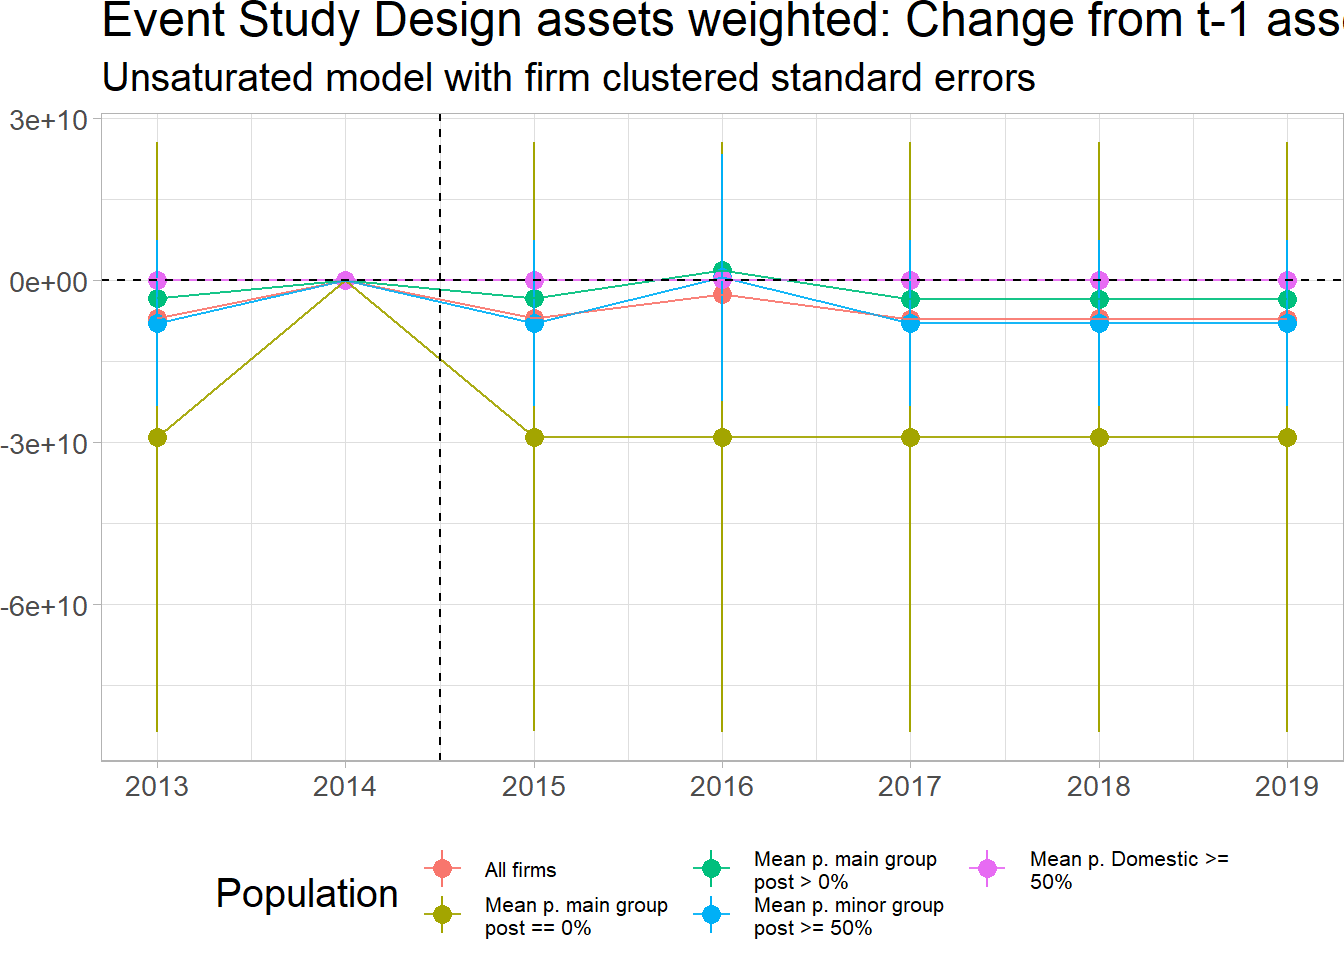 Event Study Design assets weighted: Change from t-1 ass
Unsaturated model with firm clustered standard errors
3e+10
0e+00
-3e+10
-6e+10
2013 2014 2015 2016 2017 2018 2019
Population
All firms
Mean p. main group
post == 0%
Mean p. main group
post > 0%
Mean p. minor group
post >= 50%
Mean p. Domestic >=
50%